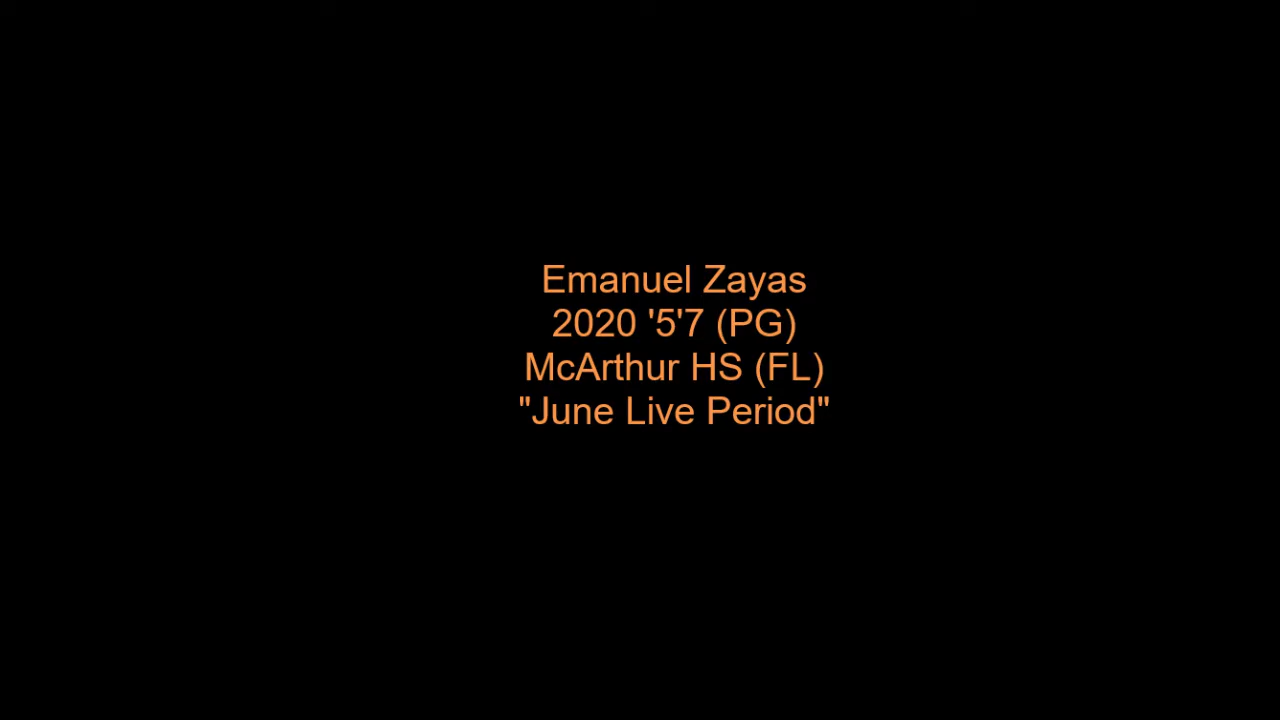 Emanuel Zayas
2020 '5'7 (PG)
McArthur HS (FL)
"June Live Period"